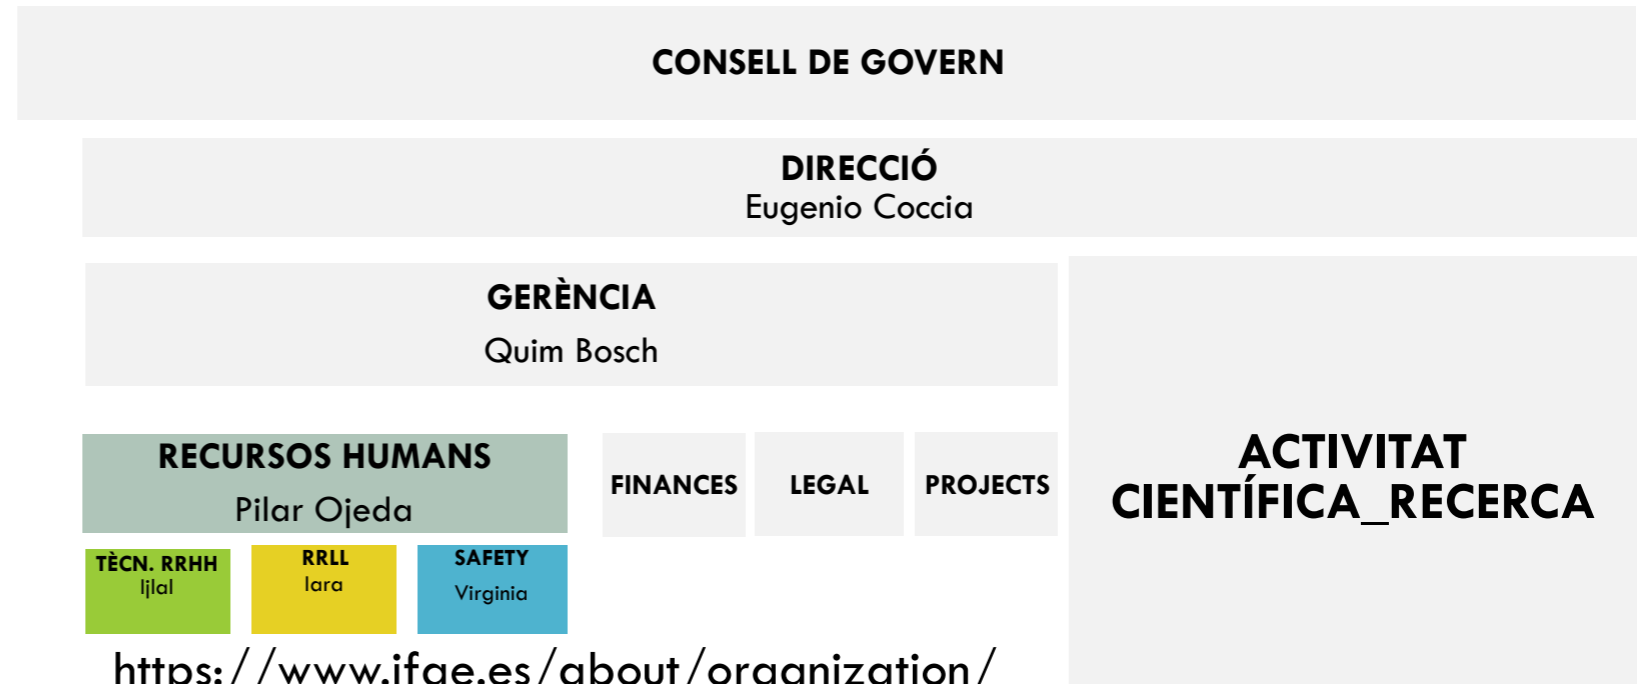 CONSELL DE GOVERN
DIRECCIÓ
Eugenio Coccia
GERÈNCIA
Quim Bosch
RECURSOS HUMANS
Pilar Ojeda
FINANCES
LEGAL
PROJECTS
ACTIVITAT
CIENTÍFICA_RECERCA
TÈCN. RRHH
Ijlal
RRLL
Iara
SAFETY
Virginia
https://www.ifae.es/about/organization/